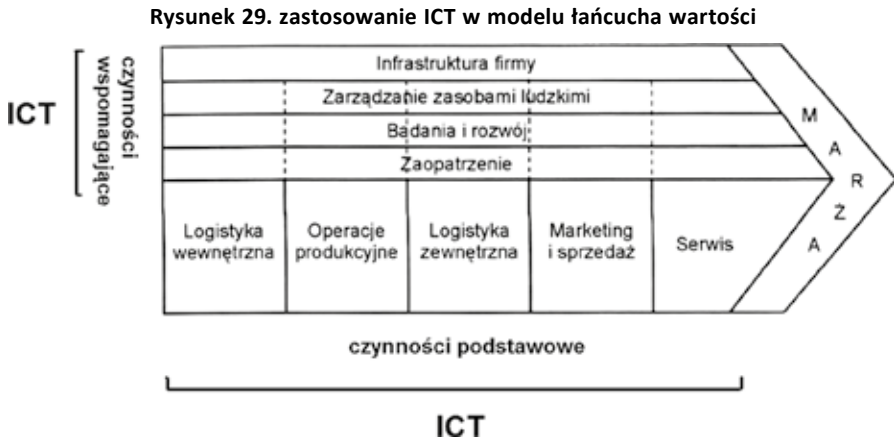 Rysunek 29. zastosowanie ICT w modelu łańcucha wartości
ICT
czynności
wspomagające
Infrastruktura firmy
Zarządzanie zasobami ludzkimi
Badania i rozwój
Zaopatrzenie
Logistyka
wewnętrzna
Operacje
produkcyjne
Logistyka
zewnętrzna
Marketing
i sprzedaż
Serwis
MARŻA
czynności podstawowe
ICT